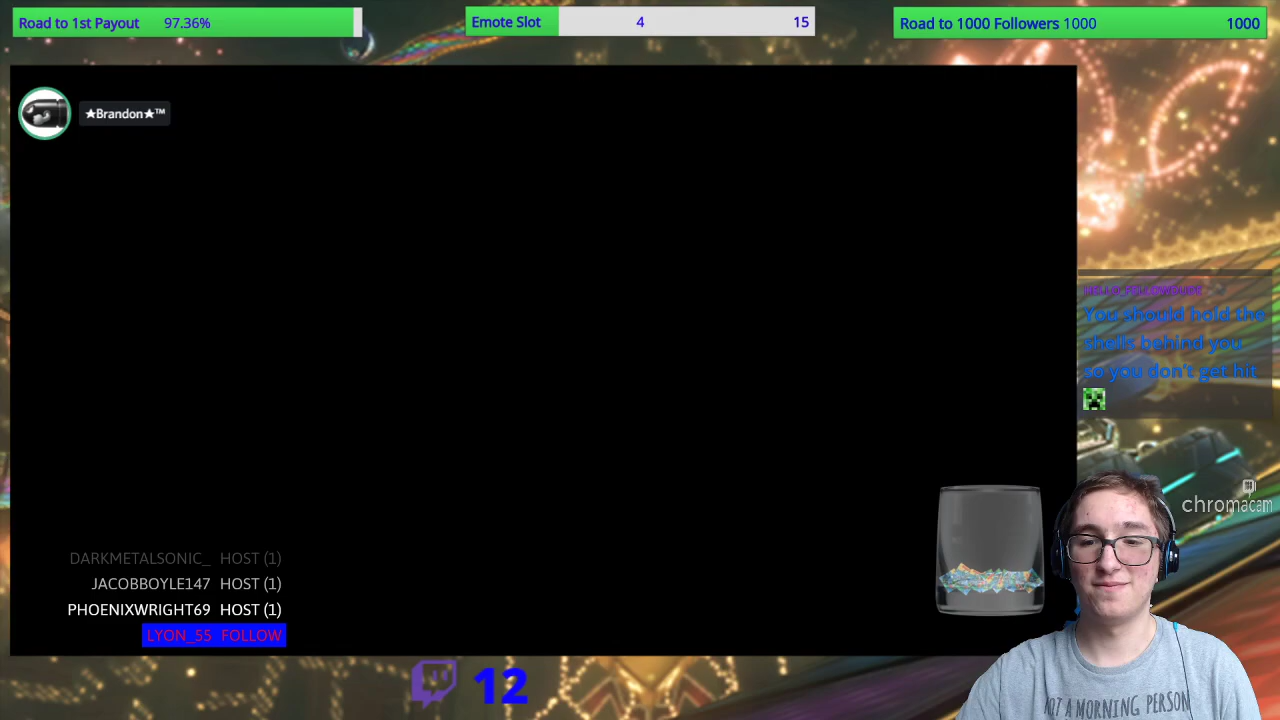 Road to 1st Payout 97.36%
Emote Slot 4 15
Road to 1000 Followers 1000 1000
★Brandon★™
You should hold the
shells behind you
so you don't get hit
chromacam
DARKMETALSONIC_ HOST (1)
JACOBBOYLE147 HOST (1)
PHOENIXWRIGHT69 HOST (1)
LYON_55 FOLLOW
12
NOT A MORNING PERSON